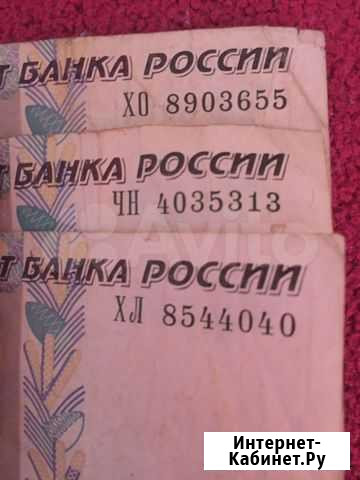 Т БАНКА РОССИИ
ХО 8903655
Т БАНКА РОССИИ
ЧН 4035313
Avito
Т БАНКА РОССИИ
ХЛ 8544040
Интернет-
Кабинет.Ру